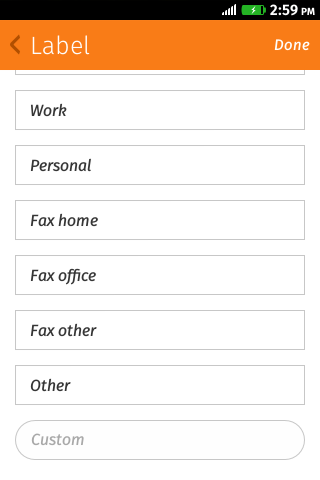 2:59 PM
Label
Done
Work
Personal
Fax home
Fax office
Fax other
Other
Custom